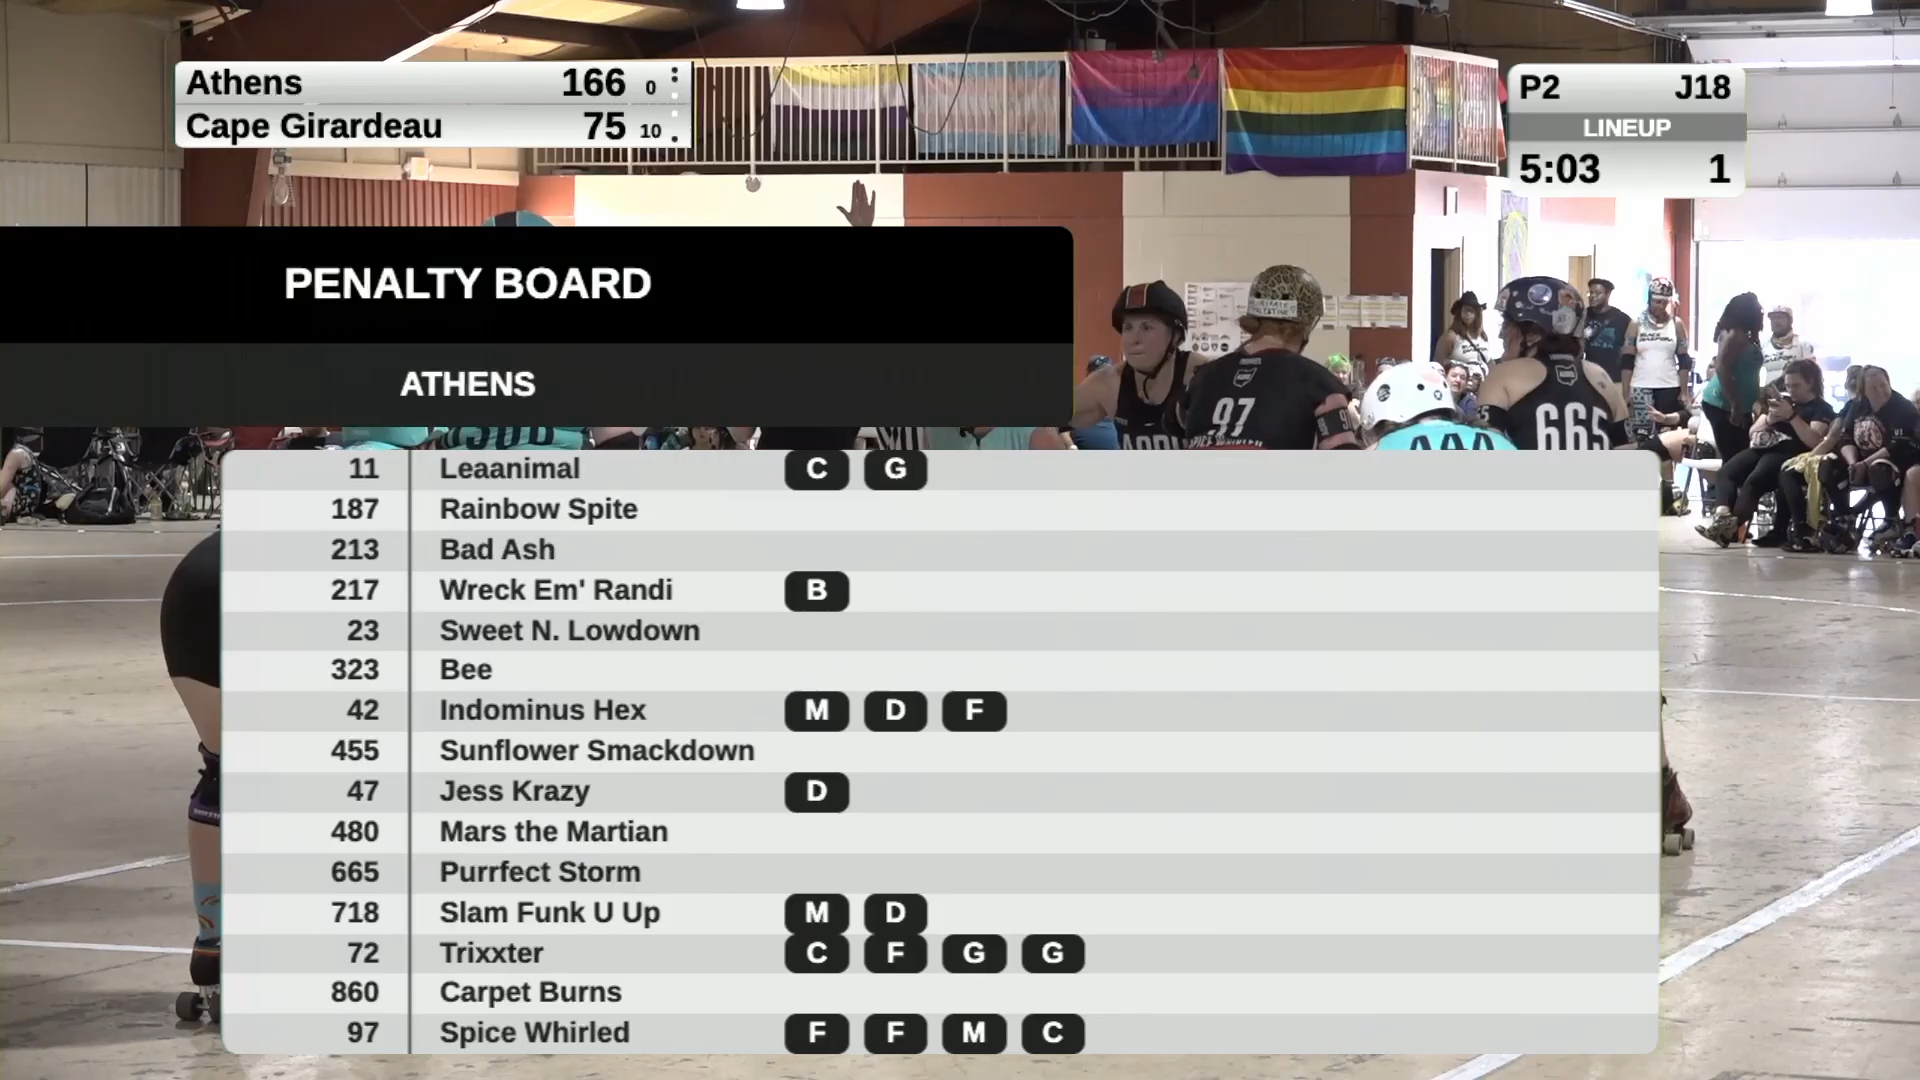 Athens 166 0
Cape Girardeau 75 10
P2 J18
LINEUP
5:03 1
PENALTY BOARD
ATHENS
97
665
11 Leaanimal C G
187 Rainbow Spite
213 Bad Ash
217 Wreck Em' Randi B
23 Sweet N. Lowdown
323 Bee
42 Indominus Hex M D F
455 Sunflower Smackdown
47 Jess Krazy D
480 Mars the Martian
665 Purrfect Storm
718 Slam Funk U Up M D
72 Trixxter C F G G
860 Carpet Burns
97 Spice Whirled F F M C